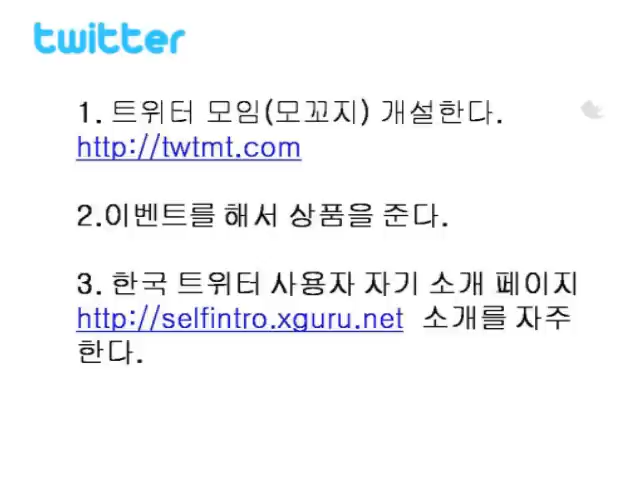 twitter
1. 트위터 모임(모꼬지) 개설한다.
http://twtmt.com
2.이벤트를 해서 상품을 준다.
3. 한국 트위터 사용자 자기 소개 페이지
http://selfintro.xguru.net 소개를 자주
한다.